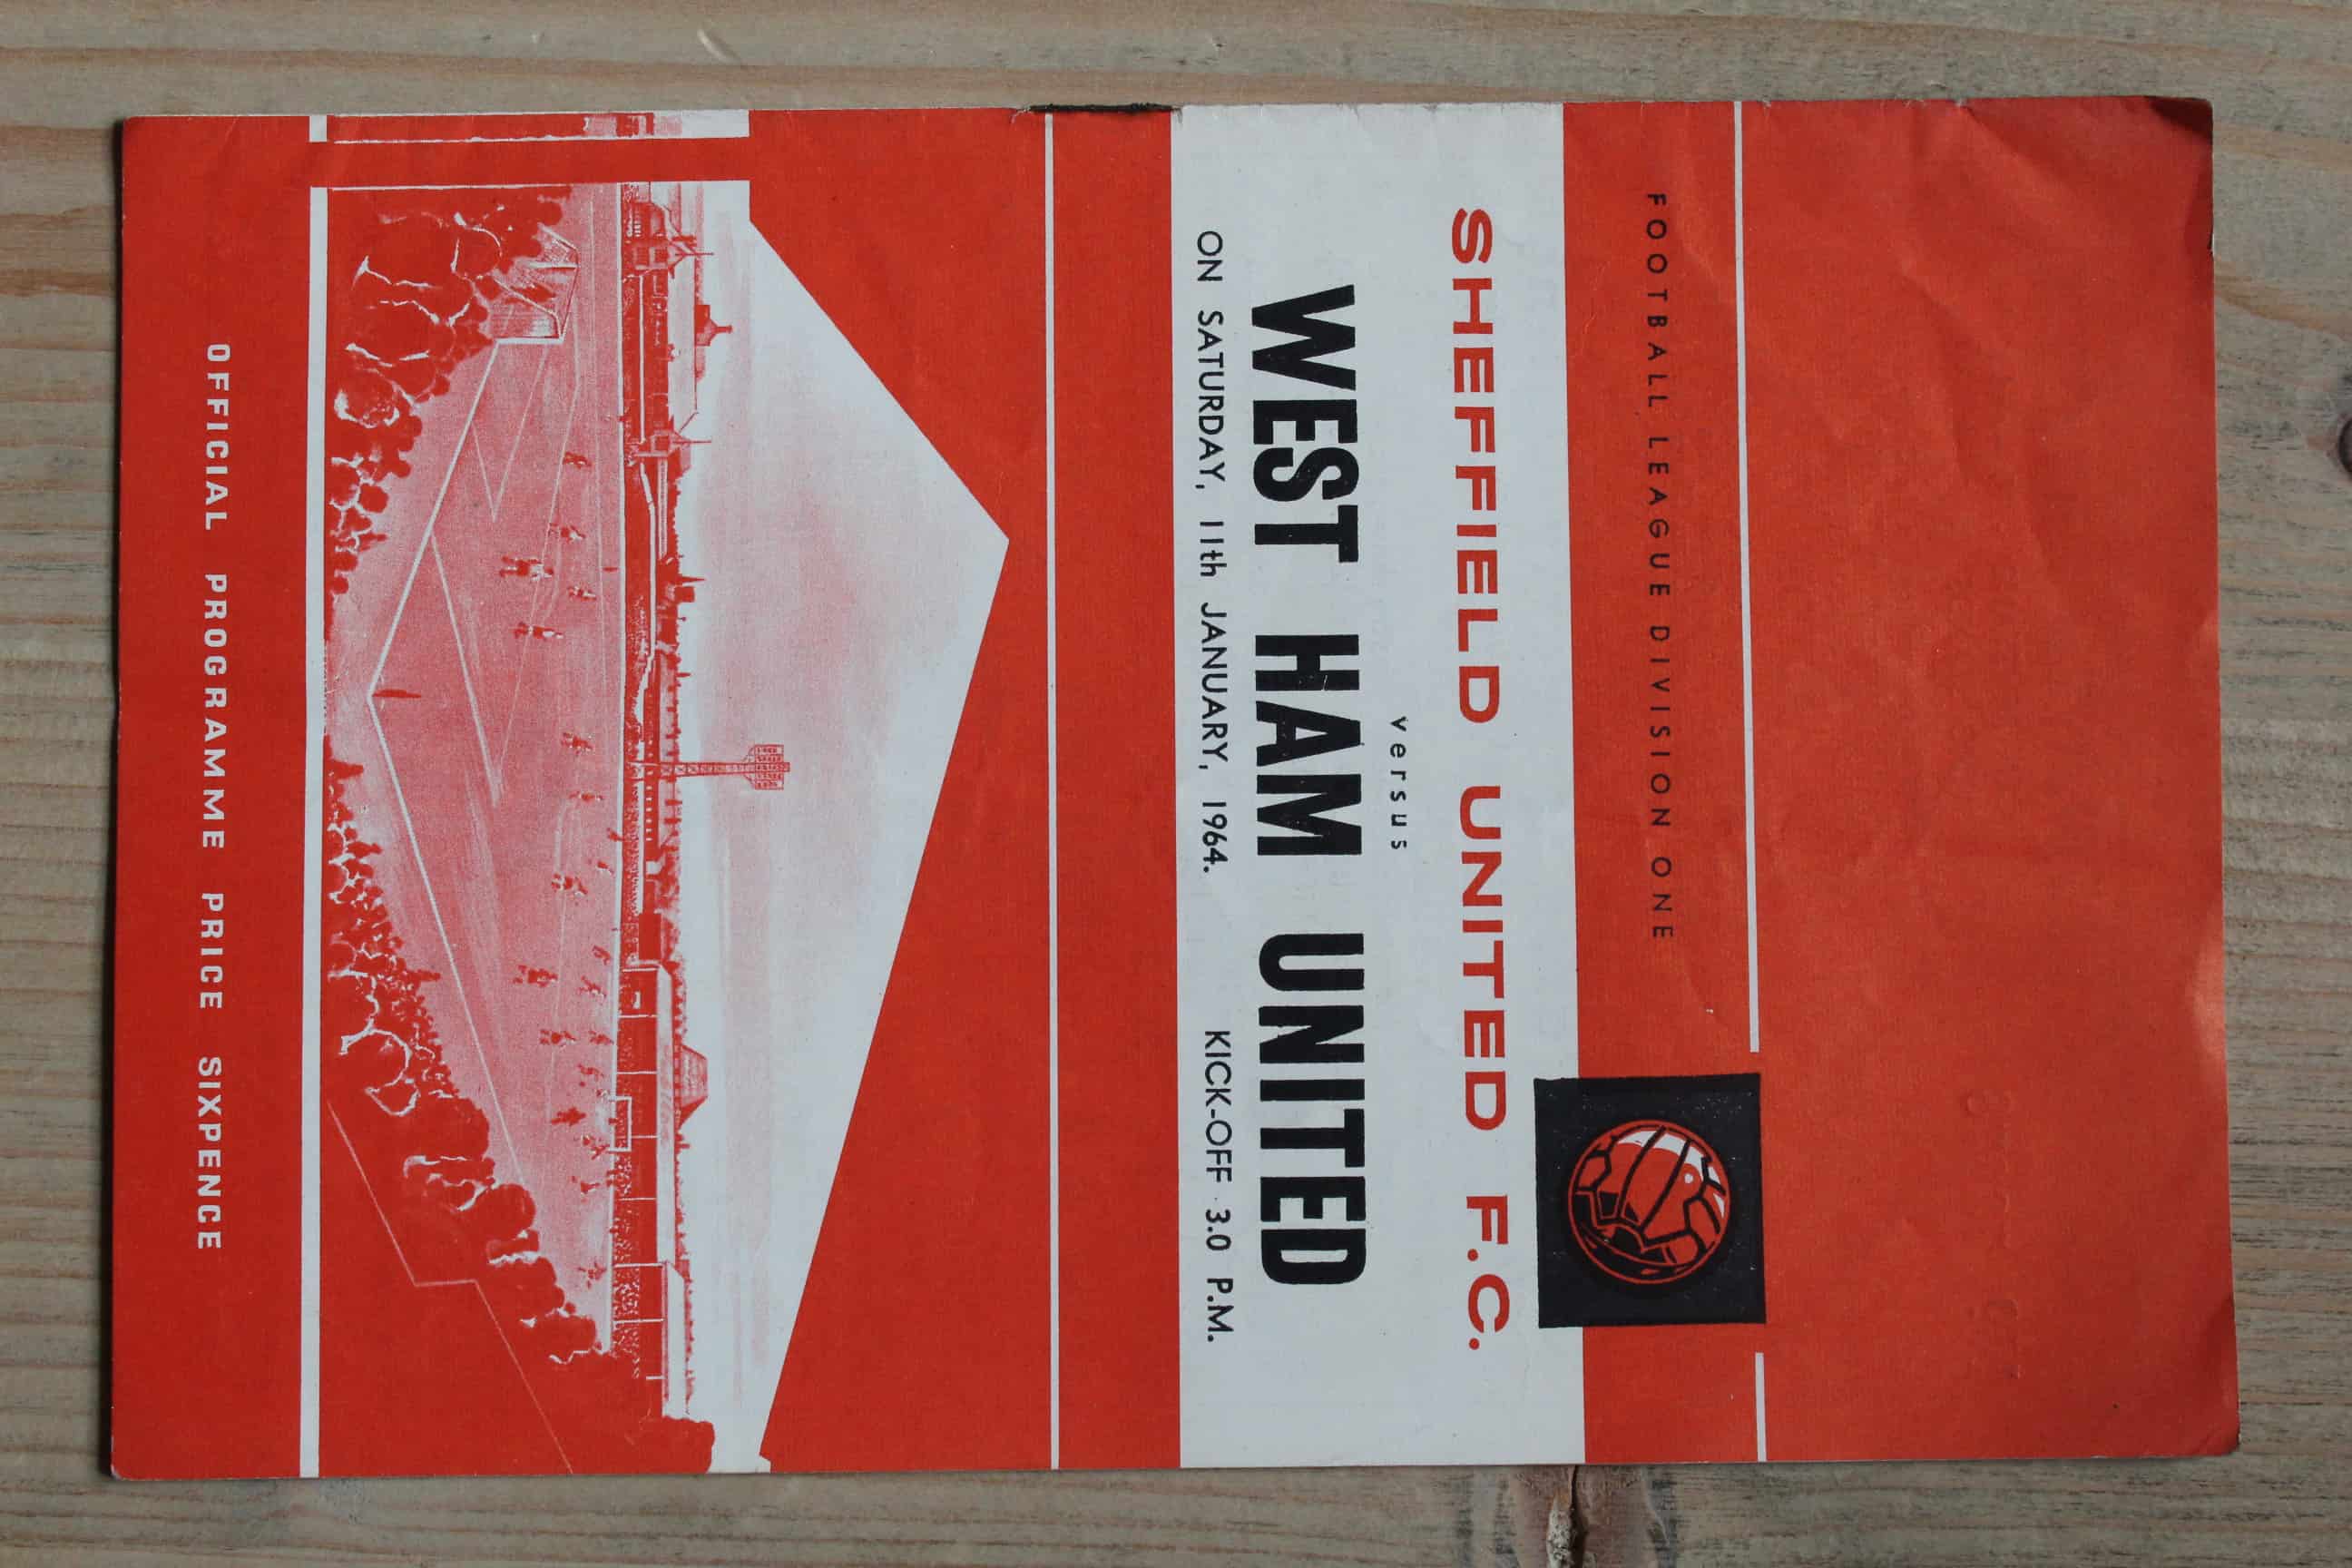 FOOTBALL LEAGUE DIVISION ONE
SHEFFIELD UNITED F.C.
versus
WEST HAM UNITED
ON SATURDAY, 11th JANUARY, 1964. KICK-OFF 3.0 P.M.
OFFICIAL PROGRAMME PRICE SIXPENCE